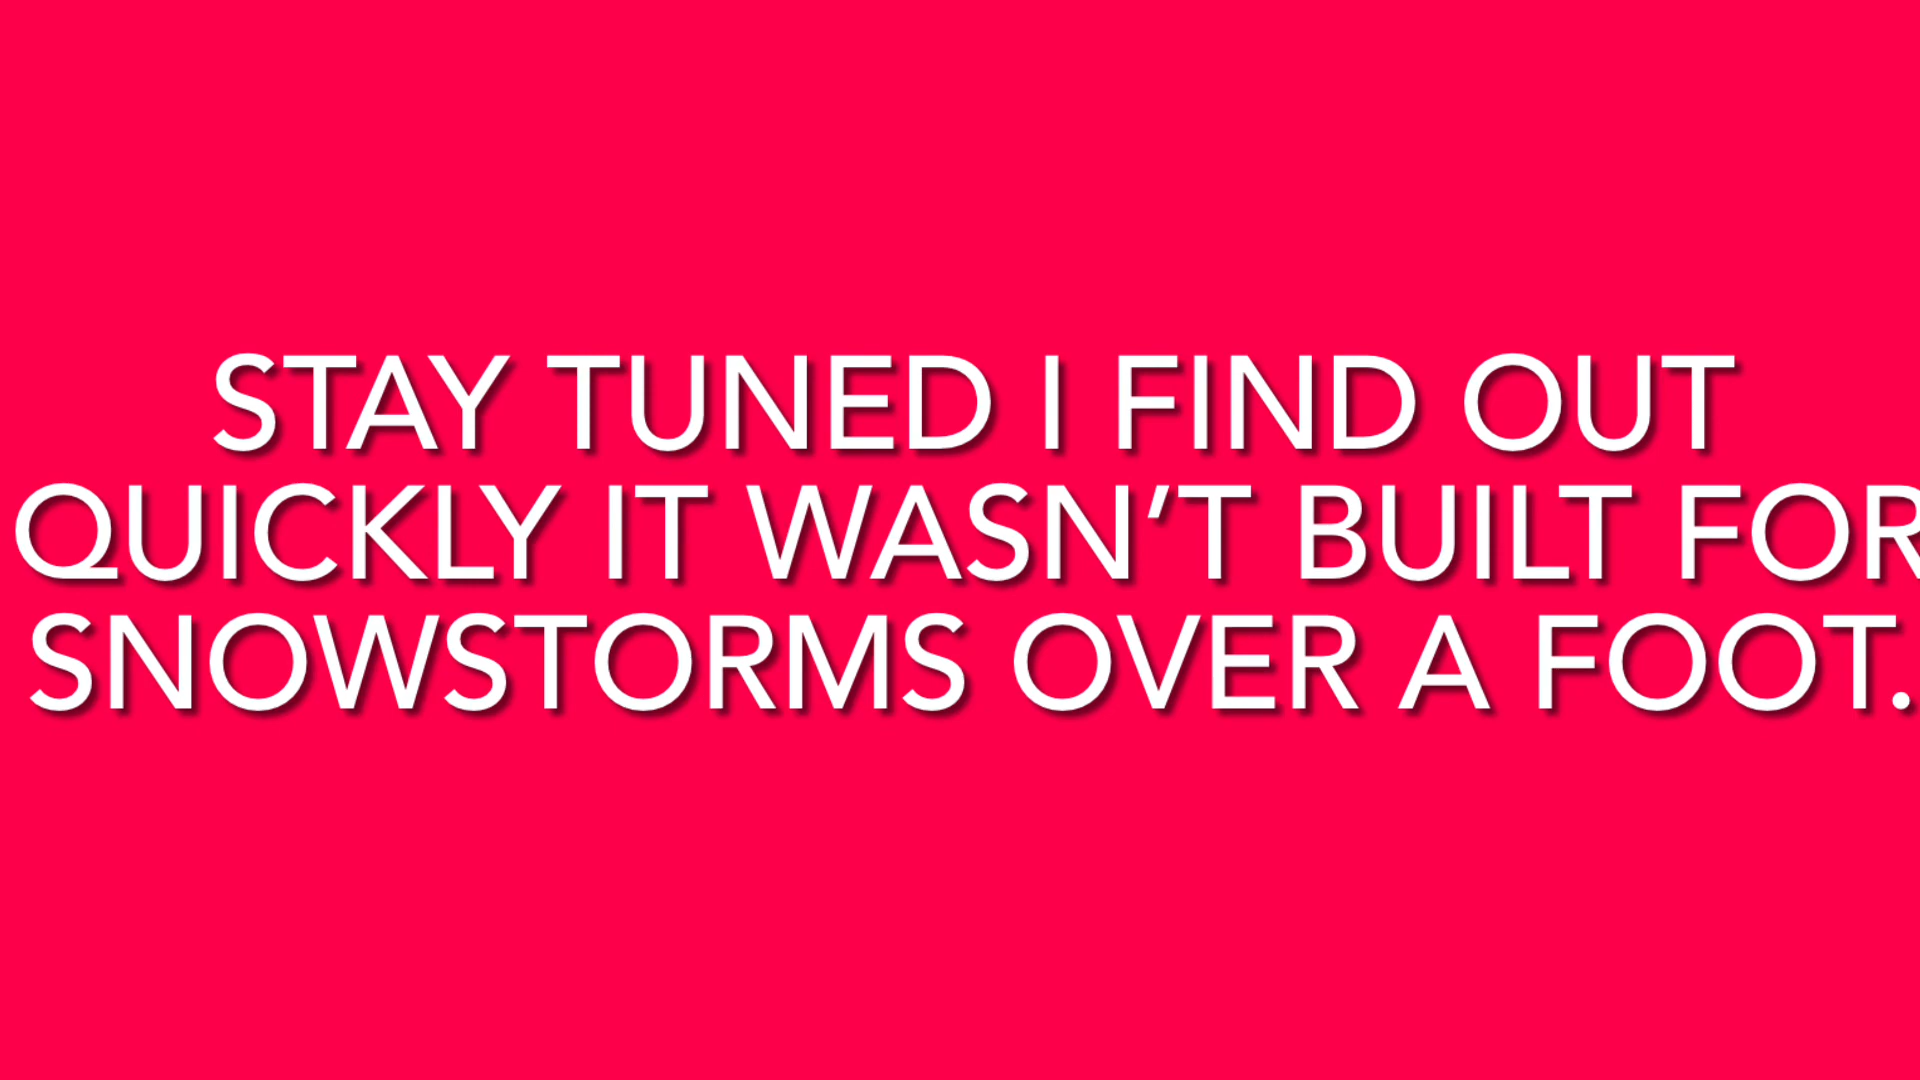 STAY TUNED I FIND OUT
QUICKLY IT WASN’T BUILT FOR
SNOWSTORMS OVER A FOOT.